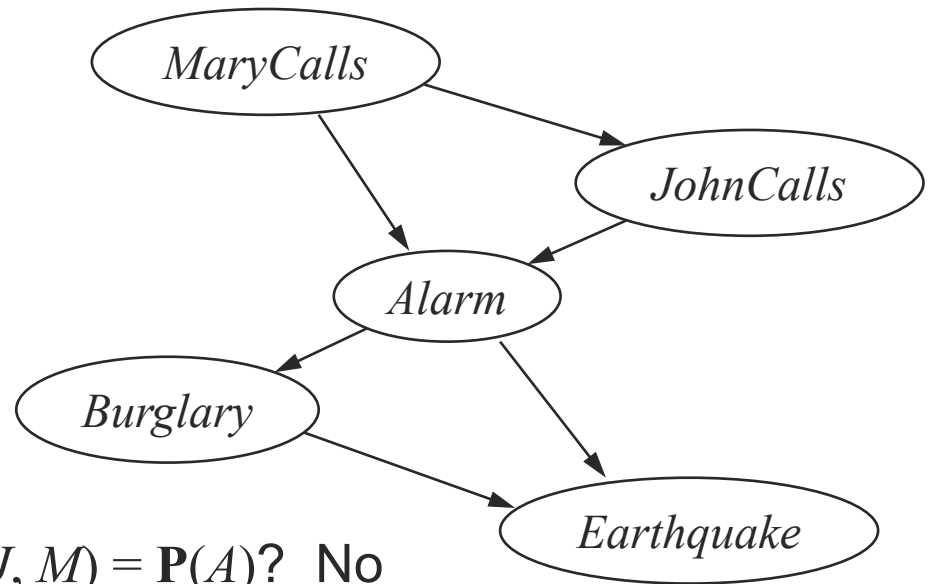 MaryCalls
JohnCalls
Alarm
Burglary
Earthquake
, M) = P(A)? No